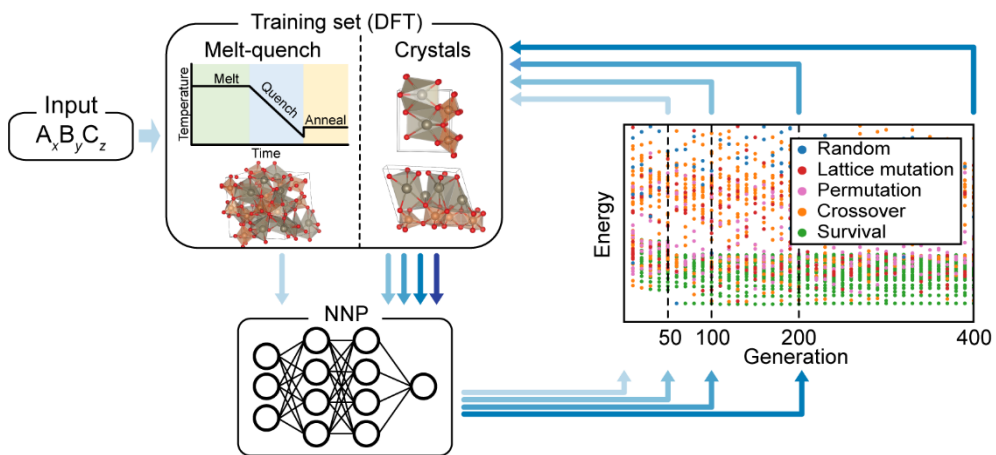 Training set (DFT)
Melt-quench
Crystals
Temperature
Melt
Quench
Anneal
Time
Input
AₓBᵧC_z
NNP
Energy
Random
Lattice mutation
Permutation
Crossover
Survival
50 100 200 400
Generation